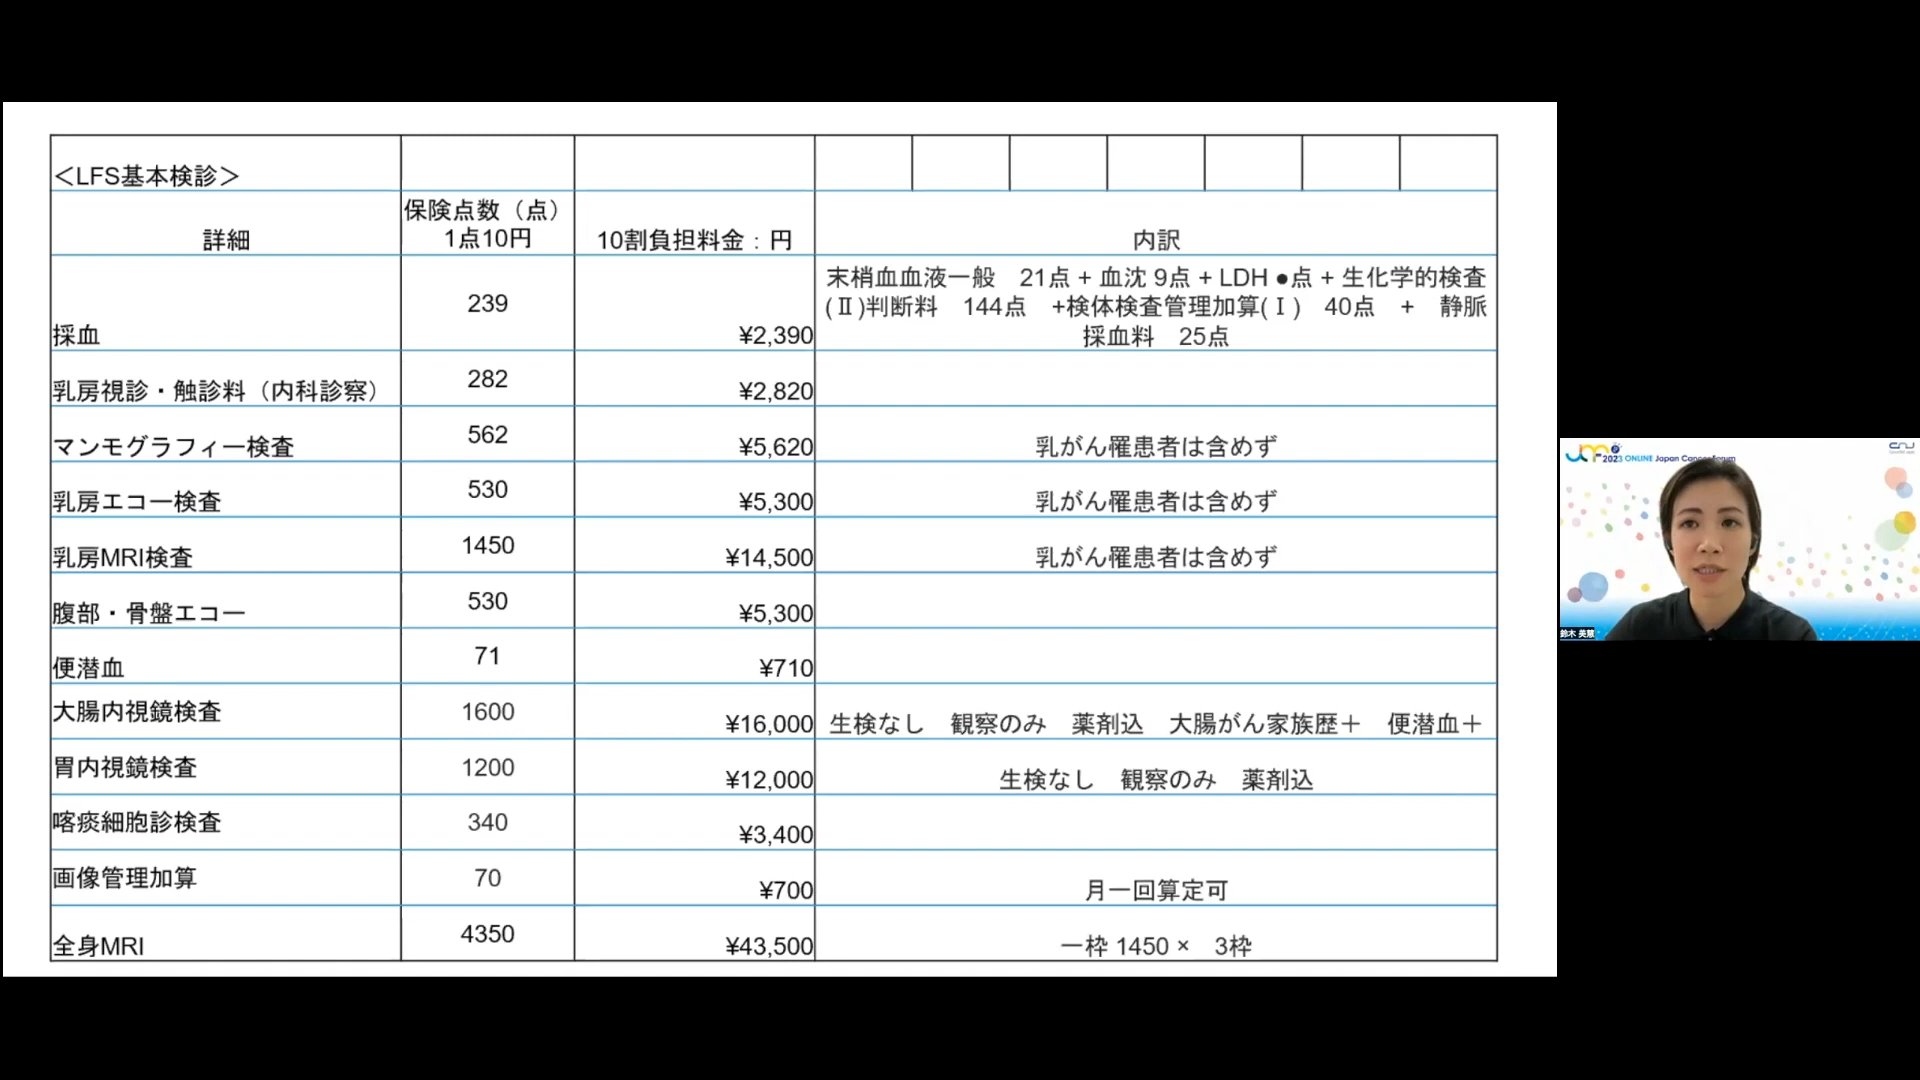 ＜LFS基本検診＞
詳細 保険点数（点） 1点10円 10割負担料金：円 内訳
採血 239 ¥2,390 末梢血血液一般　21点 + 血沈 9点 + LDH ●点 + 生化学的検査
(Ⅱ)判断料　144点　+検体検査管理加算(Ⅰ)　40点　+　静脈
採血料　25点
乳房視診・触診料（内科診察） 282 ¥2,820
マンモグラフィー検査 562 ¥5,620 乳がん罹患者は含めず
乳房エコー検査 530 ¥5,300 乳がん罹患者は含めず
乳房MRI検査 1450 ¥14,500 乳がん罹患者は含めず
腹部・骨盤エコー 530 ¥5,300
便潜血 71 ¥710
大腸内視鏡検査 1600 ¥16,000 生検なし　観察のみ　薬剤込　大腸がん家族歴＋　便潜血＋
胃内視鏡検査 1200 ¥12,000 生検なし　観察のみ　薬剤込
喀痰細胞診検査 340 ¥3,400
画像管理加算 70 ¥700 月一回算定可
全身MRI 4350 ¥43,500 一枠 1450 ×　3枠
2023 ONLINE Japan Cancer Forum
鈴木 美慧